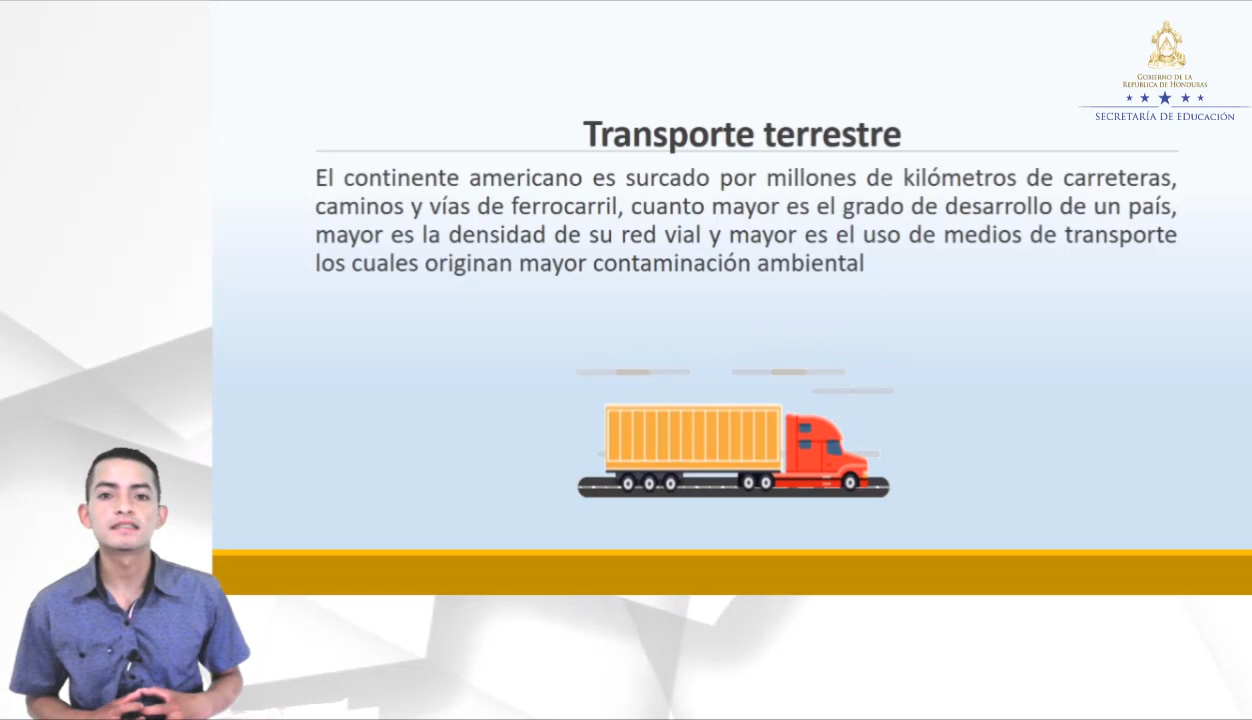 GOBIERNO DE LA
REPÚBLICA DE HONDURAS
SECRETARÍA DE EDUCACIÓN
Transporte terrestre
El continente americano es surcado por millones de kilómetros de carreteras,
caminos y vías de ferrocarril, cuanto mayor es el grado de desarrollo de un país,
mayor es la densidad de su red vial y mayor es el uso de medios de transporte
los cuales originan mayor contaminación ambiental